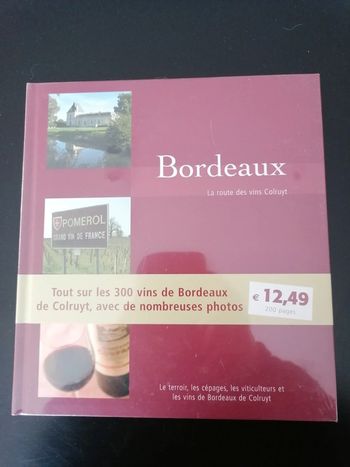 Bordeaux
La route des vins Colruyt
POMEROL
GRAND VIN DE FRANCE
Tout sur les 300 vins de Bordeaux
de Colruyt, avec de nombreuses photos
€ 12,49
200 pages
Le terroir, les cépages, les viticulteurs et
les vins de Bordeaux de Colruyt